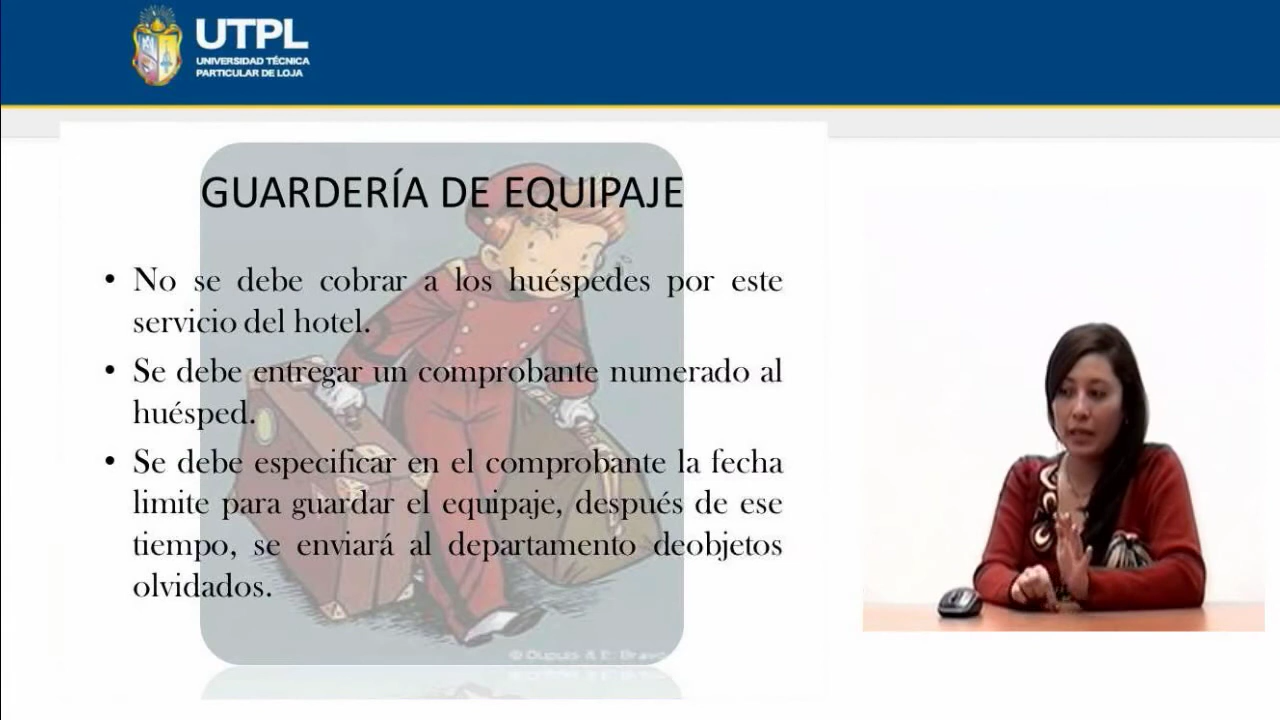 UTPL
UNIVERSIDAD TÉCNICA
PARTICULAR DE LOJA
GUARDERÍA DE EQUIPAJE
• No se debe cobrar a los huéspedes por este
servicio del hotel.
• Se debe entregar un comprobante numerado al
huésped.
• Se debe especificar en el comprobante la fecha
limite para guardar el equipaje, después de ese
tiempo, se enviará al departamento deobjetos
olvidados.
© Dupuis & E. Bravo